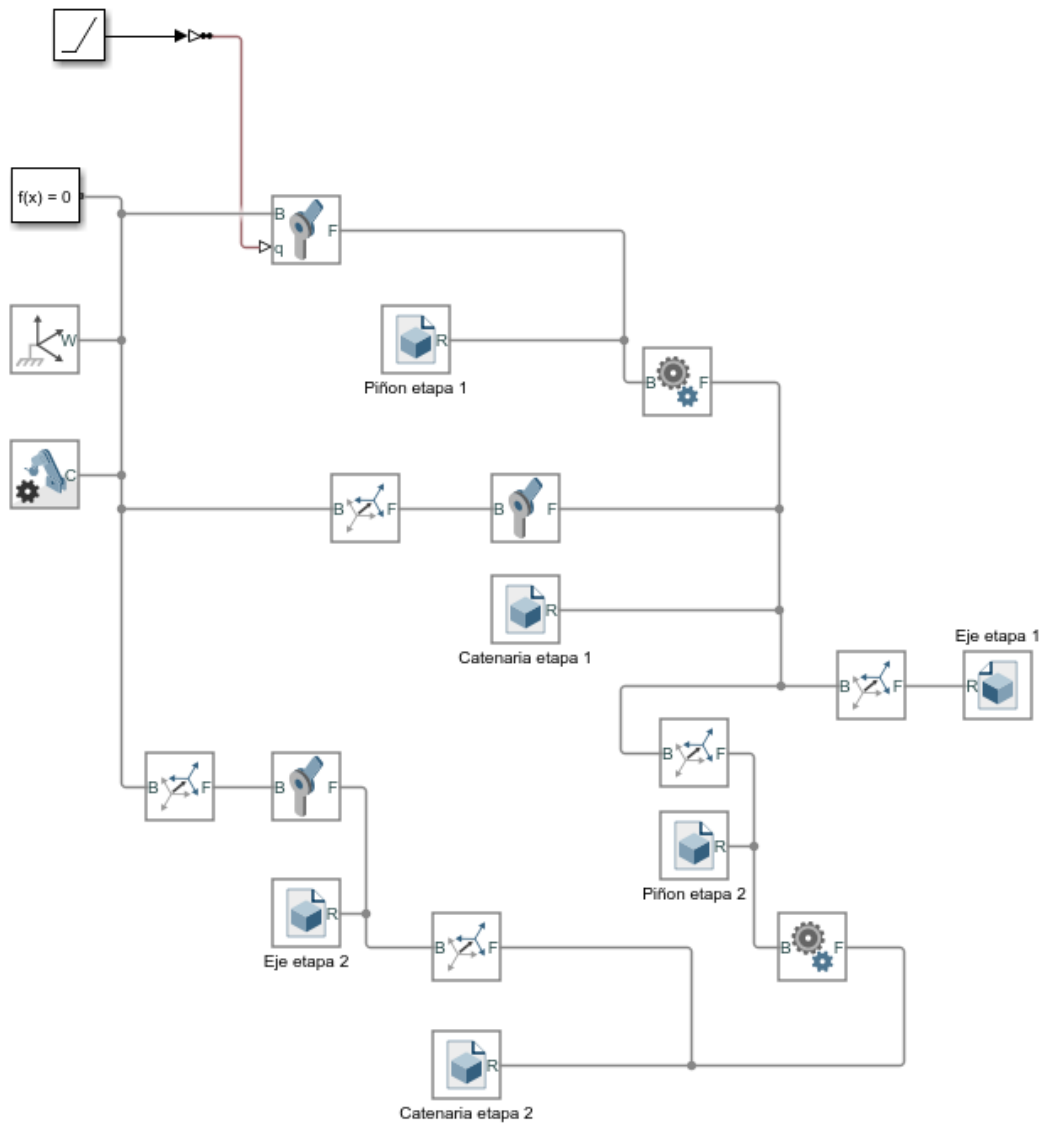 f(x) = 0
B
F
q
W
R
Piñon etapa 1
B
F
C
B
F
B
F
R
Catenaria etapa 1
Eje etapa 1
B
F
R
B
F
B
F
B
F
R
Piñon etapa 2
R
Eje etapa 2
B
F
B
F
R
Catenaria etapa 2